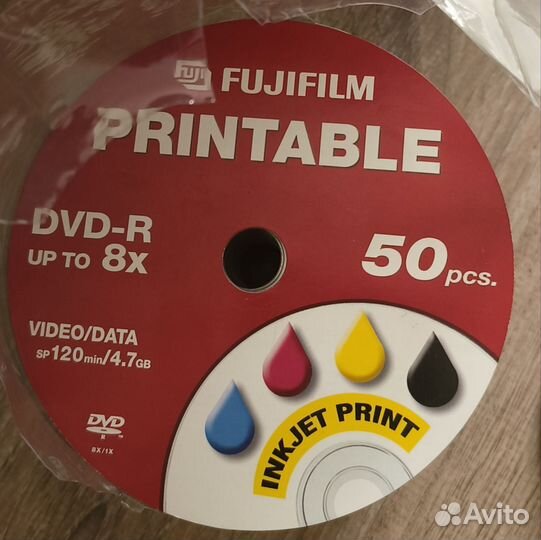 FUJI FUJIFILM
PRINTABLE
DVD-R
UP TO 8X
50 pcs.
VIDEO/DATA
SP 120min/4.7GB
INKJET PRINT
DVD
R
8X/1X
Avito